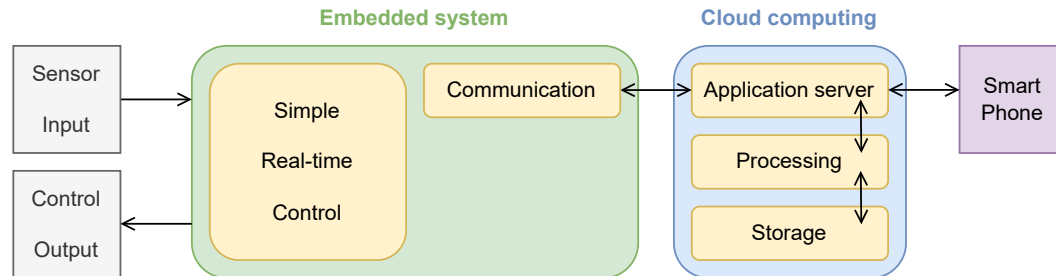 Embedded system
Cloud computing
Sensor
Input
Control
Output
Simple
Real-time
Control
Communication
Application server
Processing
Storage
Smart
Phone